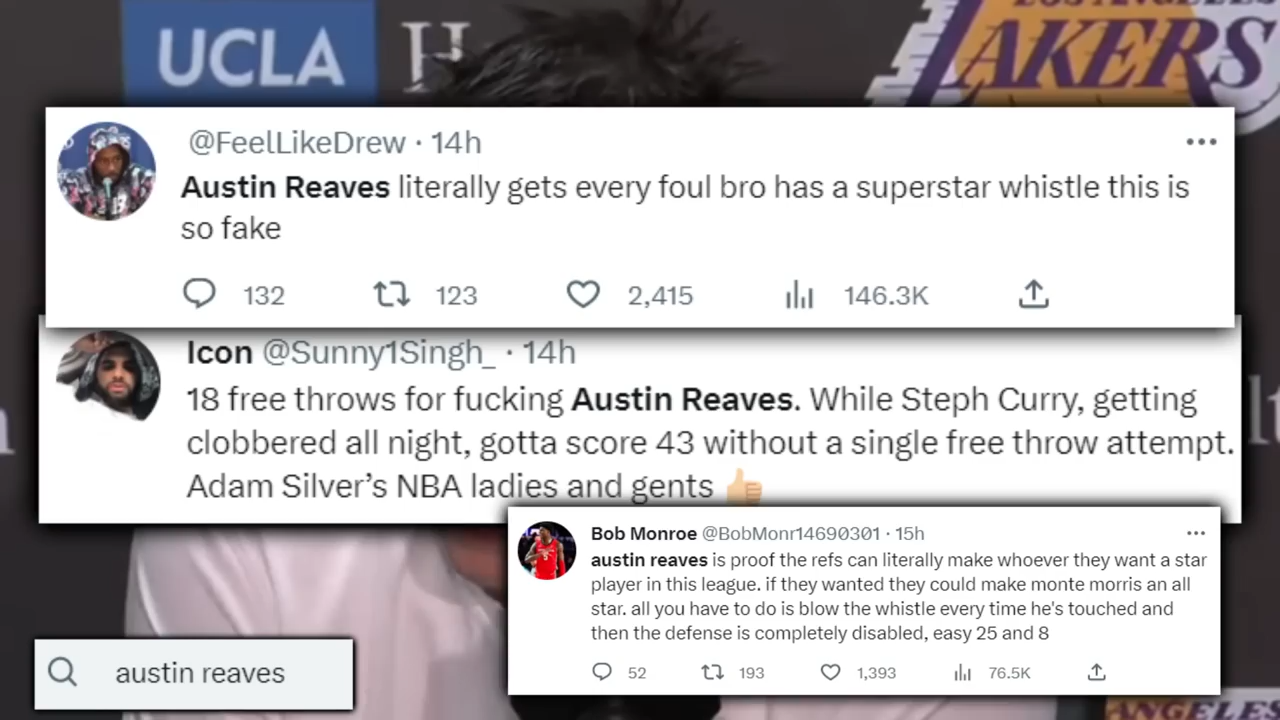 UCLA H
LOS ANGELES
LAKERS
@FeelLikeDrew · 14h
Austin Reaves literally gets every foul bro has a superstar whistle this is
so fake
132 123 2,415 146.3K
Icon @Sunny1Singh_ · 14h
18 free throws for fucking Austin Reaves. While Steph Curry, getting
clobbered all night, gotta score 43 without a single free throw attempt.
Adam Silver’s NBA ladies and gents 👍🏼
Bob Monroe @BobMonr14690301 · 15h
austin reaves is proof the refs can literally make whoever they want a star
player in this league. if they wanted they could make monte morris an all
star. all you have to do is blow the whistle every time he's touched and
then the defense is completely disabled, easy 25 and 8
52 193 1,393 76.5K
austin reaves
ANGELES